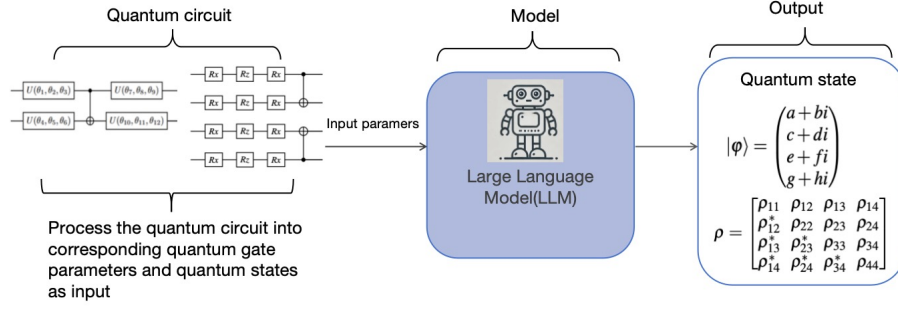 Quantum circuit
Model
Output
U(θ₁,θ₂,θ₃) U(θ₇,θ₈,θ₉)
U(θ₄,θ₅,θ₆) U(θ₁₀,θ₁₁,θ₁₂)
Rx Rz Rx
Rx Rz Rx
Rx Rz Rx
Rx Rz Rx
Input paramers
Large Language
Model(LLM)
Quantum state
|φ⟩ = (a+bi
c+di
e+fi
g+hi)
ρ = [ρ₁₁ ρ₁₂ ρ₁₃ ρ₁₄
ρ*₁₂ ρ₂₂ ρ₂₃ ρ₂₄
ρ*₁₃ ρ*₂₃ ρ₃₃ ρ₃₄
ρ*₁₄ ρ*₂₄ ρ*₃₄ ρ₄₄]
Process the quantum circuit into
corresponding quantum gate
parameters and quantum states
as input